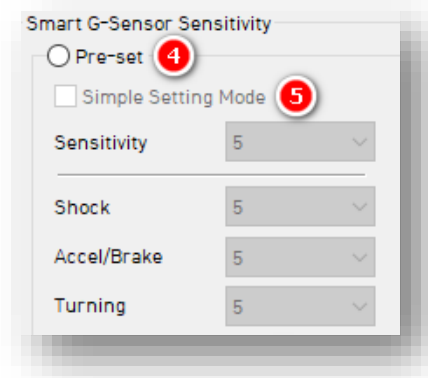 Smart G-Sensor Sensitivity
Pre-set 4
Simple Setting Mode 5
Sensitivity 5
Shock 5
Accel/Brake 5
Turning 5